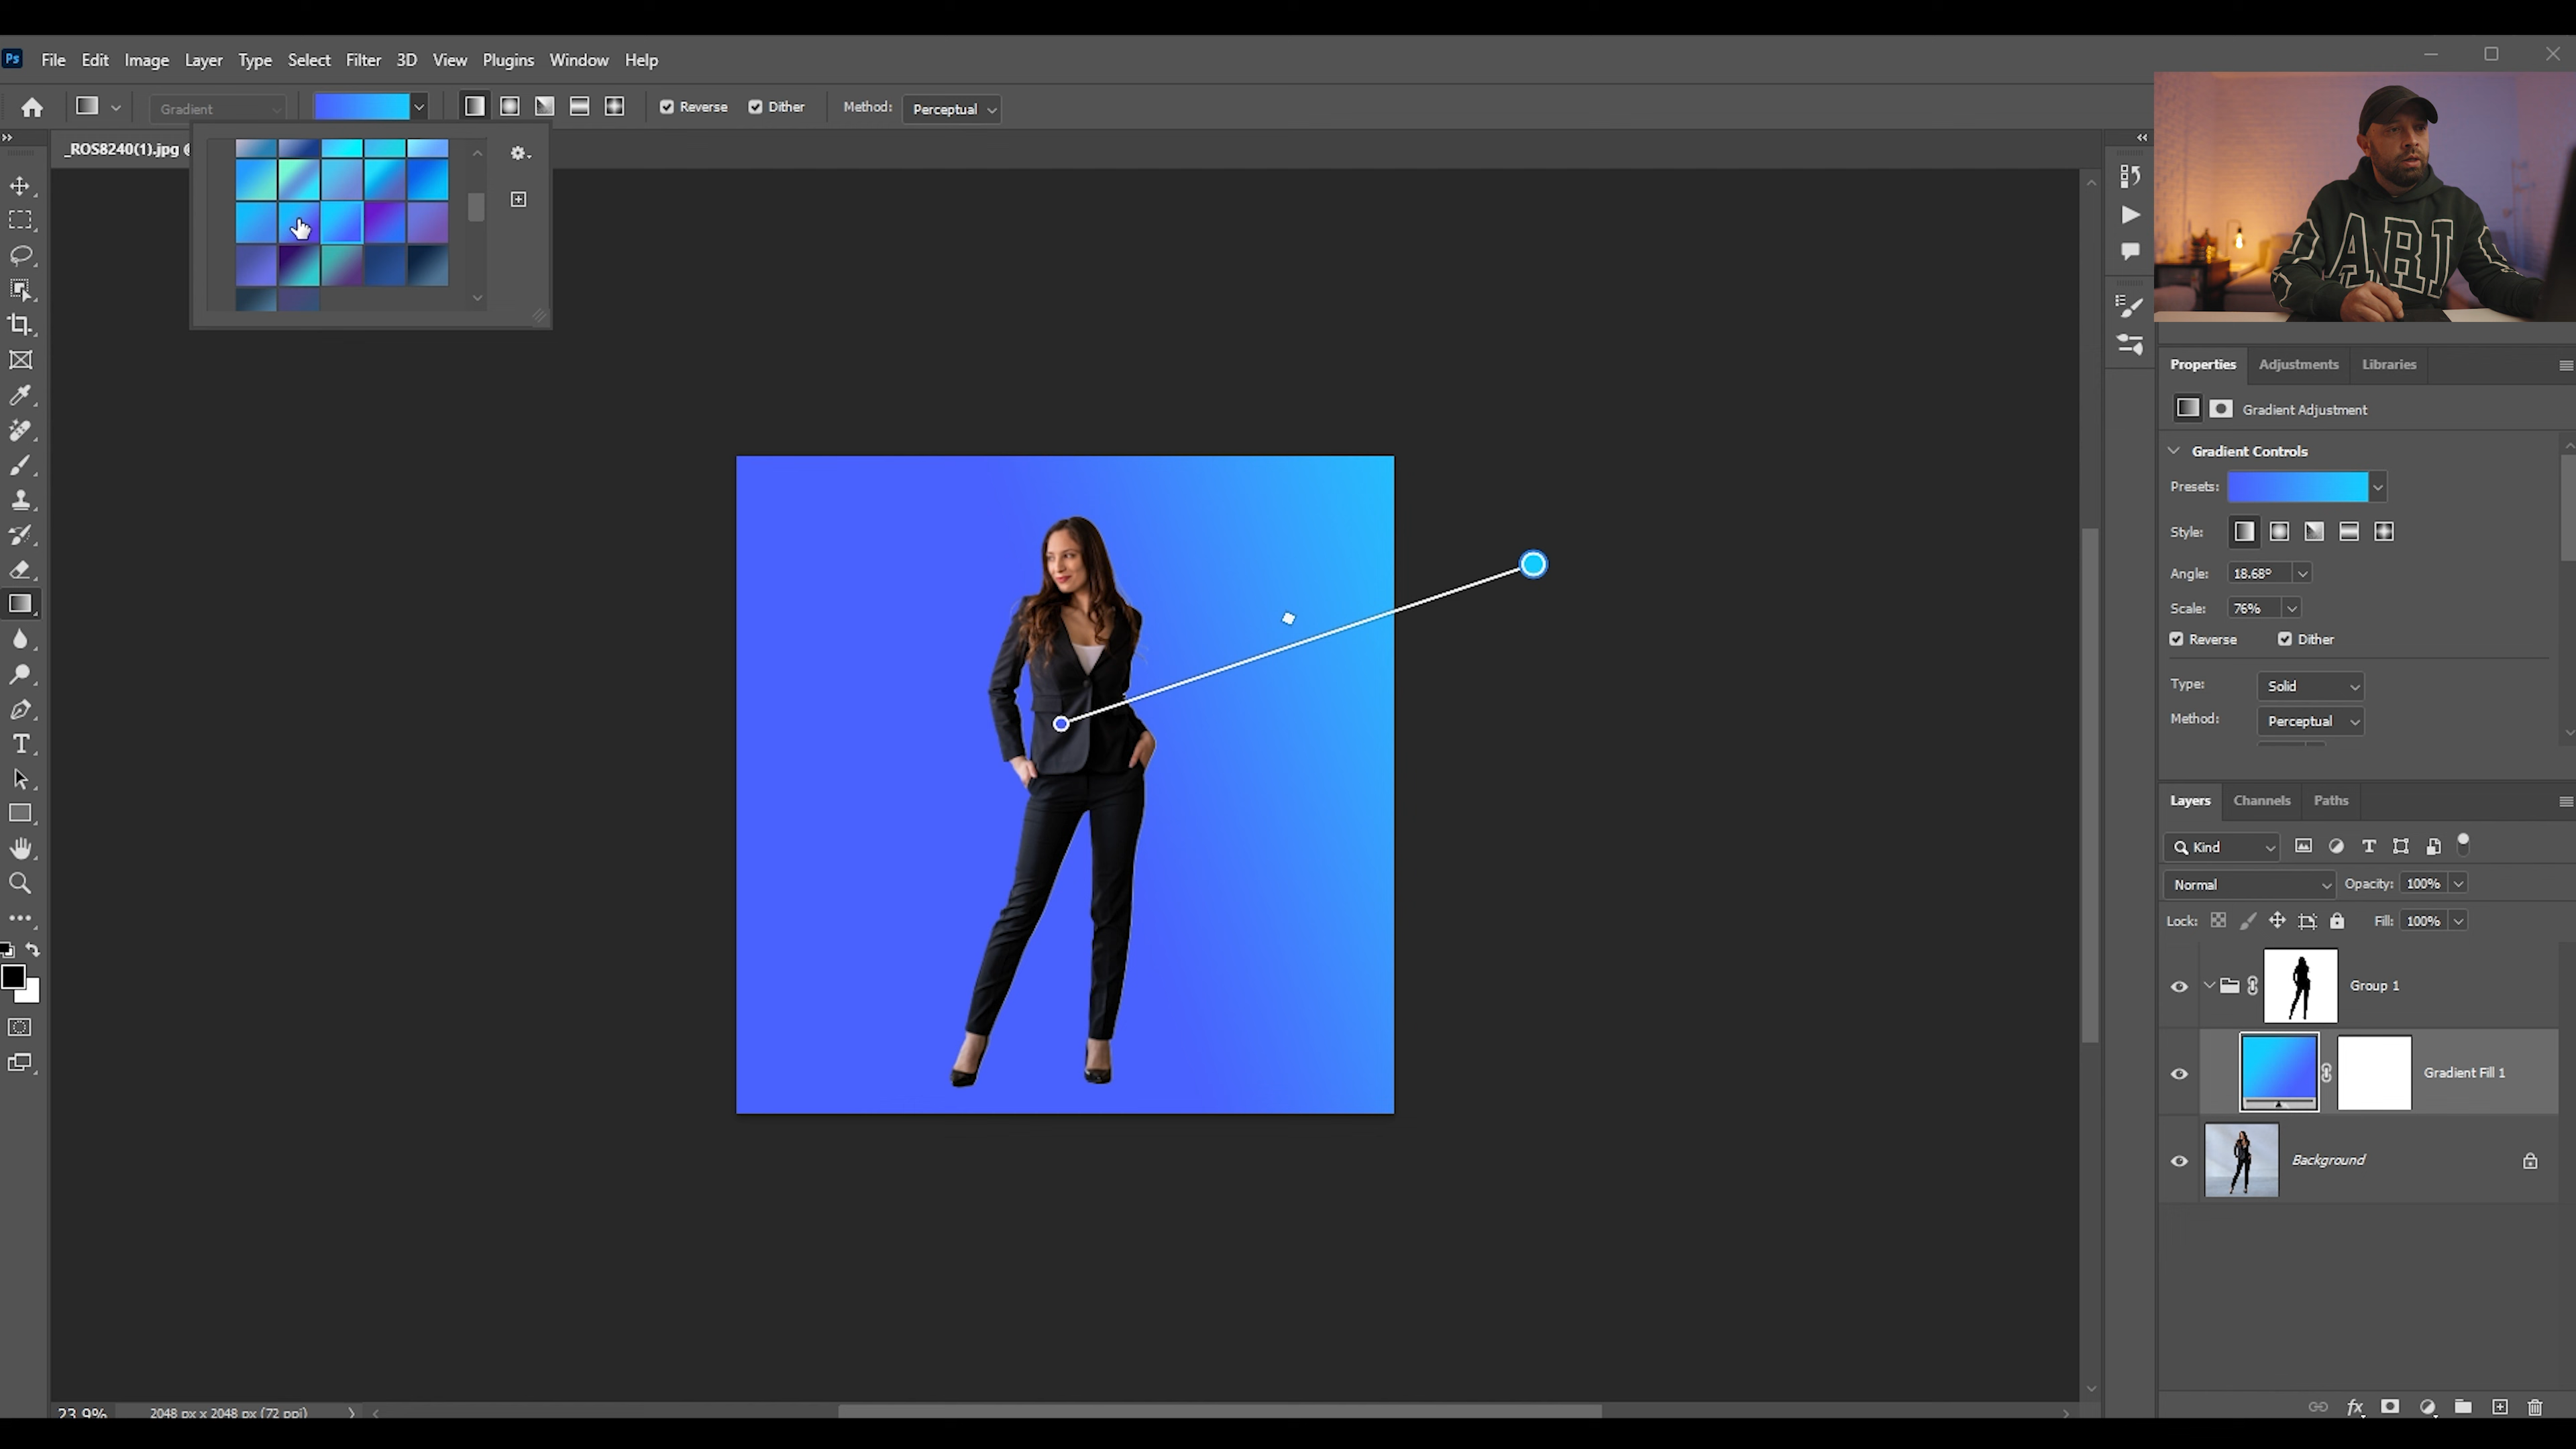 Ps File Edit Image Layer Type Select Filter 3D View Plugins Window Help
Gradient Reverse Dither Method: Perceptual
_ROS8240(1).jpg @
Properties Adjustments Libraries
Gradient Adjustment
Gradient Controls
Presets:
Style:
Angle: 18.68°
Scale: 76%
Reverse Dither
Type: Solid
Method: Perceptual
Layers Channels Paths
Kind
Normal Opacity: 100%
Lock: Fill: 100%
Group 1
Gradient Fill 1
Background
23.9% 2048 px x 2048 px (72 ppi)